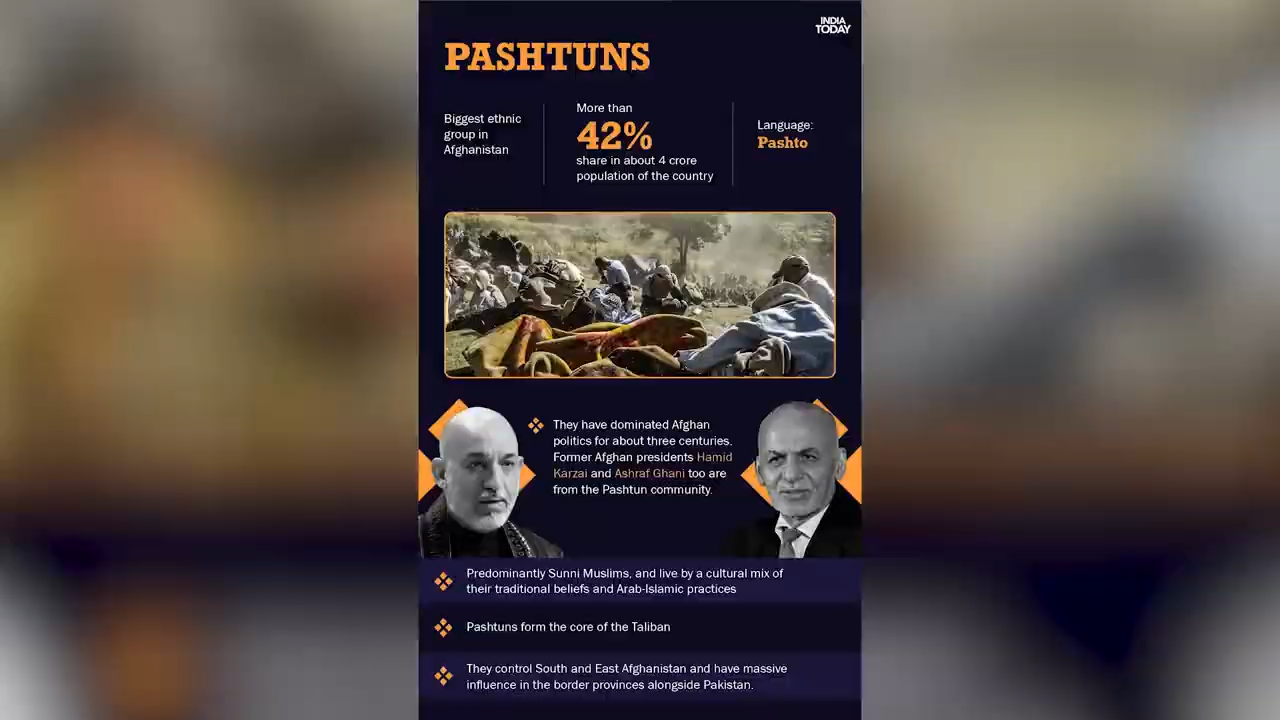 INDIA
TODAY
PASHTUNS
Biggest ethnic
group in
Afghanistan
More than
42%
share in about 4 crore
population of the country
Language:
Pashto
They have dominated Afghan
politics for about three centuries.
Former Afghan presidents Hamid
Karzai and Ashraf Ghani too are
from the Pashtun community.
Predominantly Sunni Muslims, and live by a cultural mix of
their traditional beliefs and Arab-Islamic practices
Pashtuns form the core of the Taliban
They control South and East Afghanistan and have massive
influence in the border provinces alongside Pakistan.